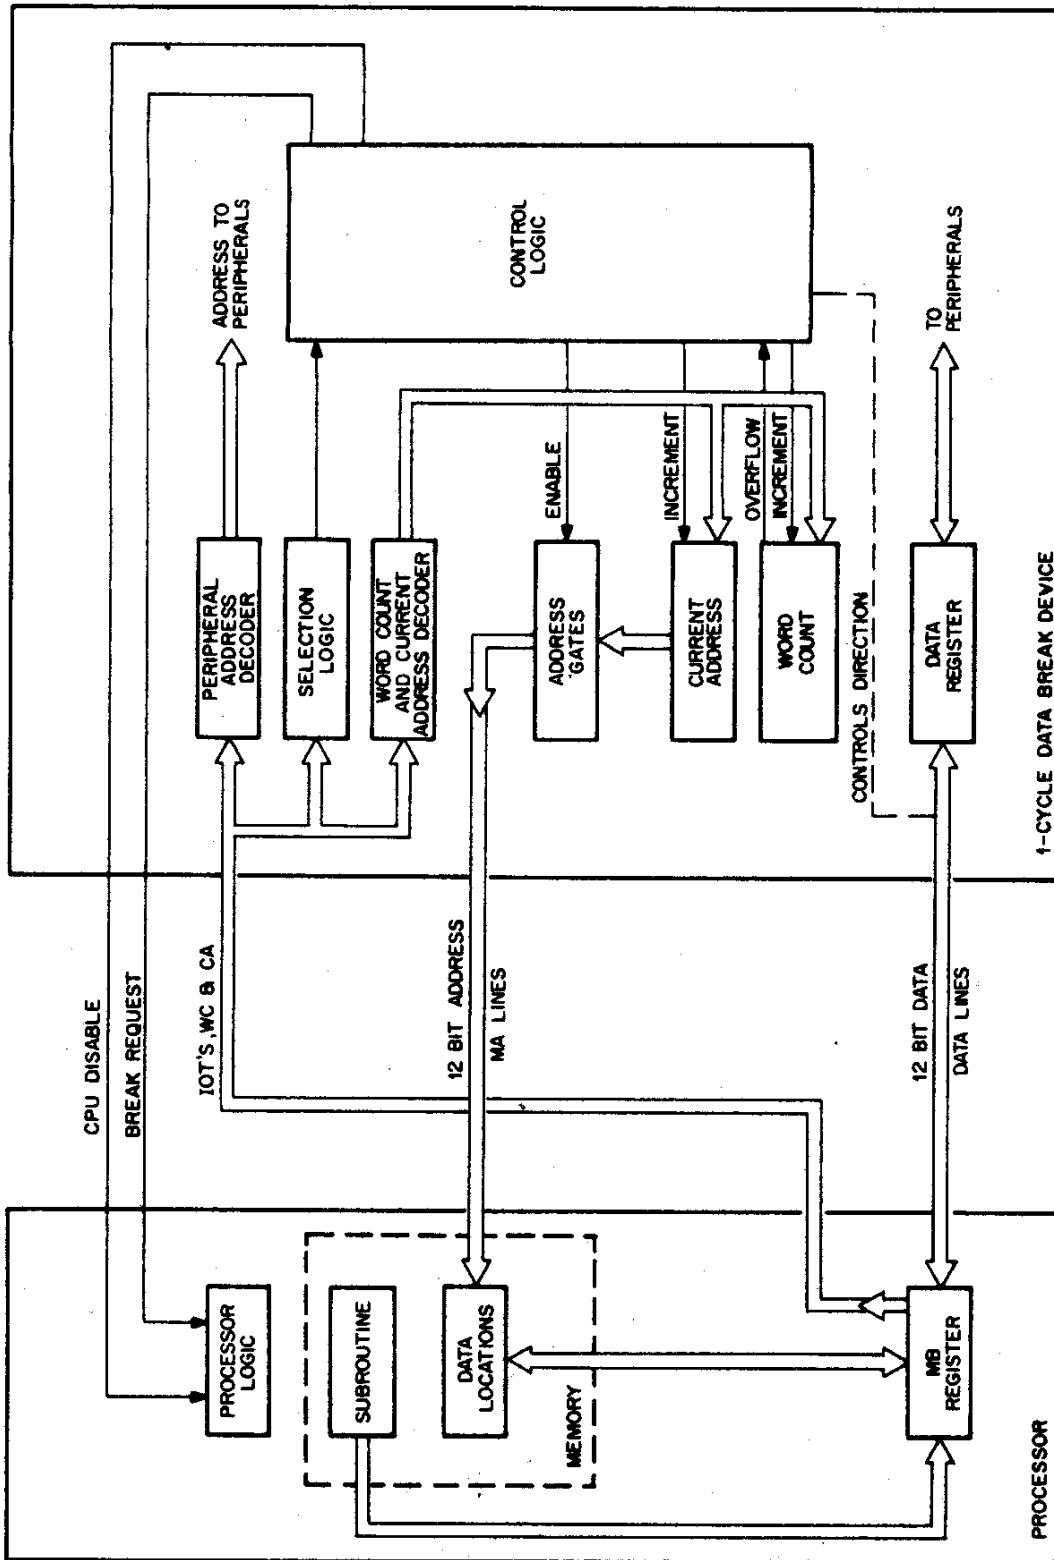 CPU DISABLE
BREAK REQUEST
PROCESSOR
LOGIC
IOT'S, WC & CA
PERIPHERAL
ADDRESS
DECODER
ADDRESS TO
PERIPHERALS
SELECTION
LOGIC
WORD COUNT
AND CURRENT
ADDRESS DECODER
SUBROUTINE
DATA
LOCATIONS
MEMORY
12 BIT ADDRESS
MA LINES
ADDRESS
GATES
ENABLE
CONTROL
LOGIC
CURRENT
ADDRESS
INCREMENT
WORD
COUNT
OVERFLOW
INCREMENT
CONTROLS DIRECTION
MB
REGISTER
12 BIT DATA
DATA LINES
DATA
REGISTER
TO
PERIPHERALS
PROCESSOR
1-CYCLE DATA BREAK DEVICE